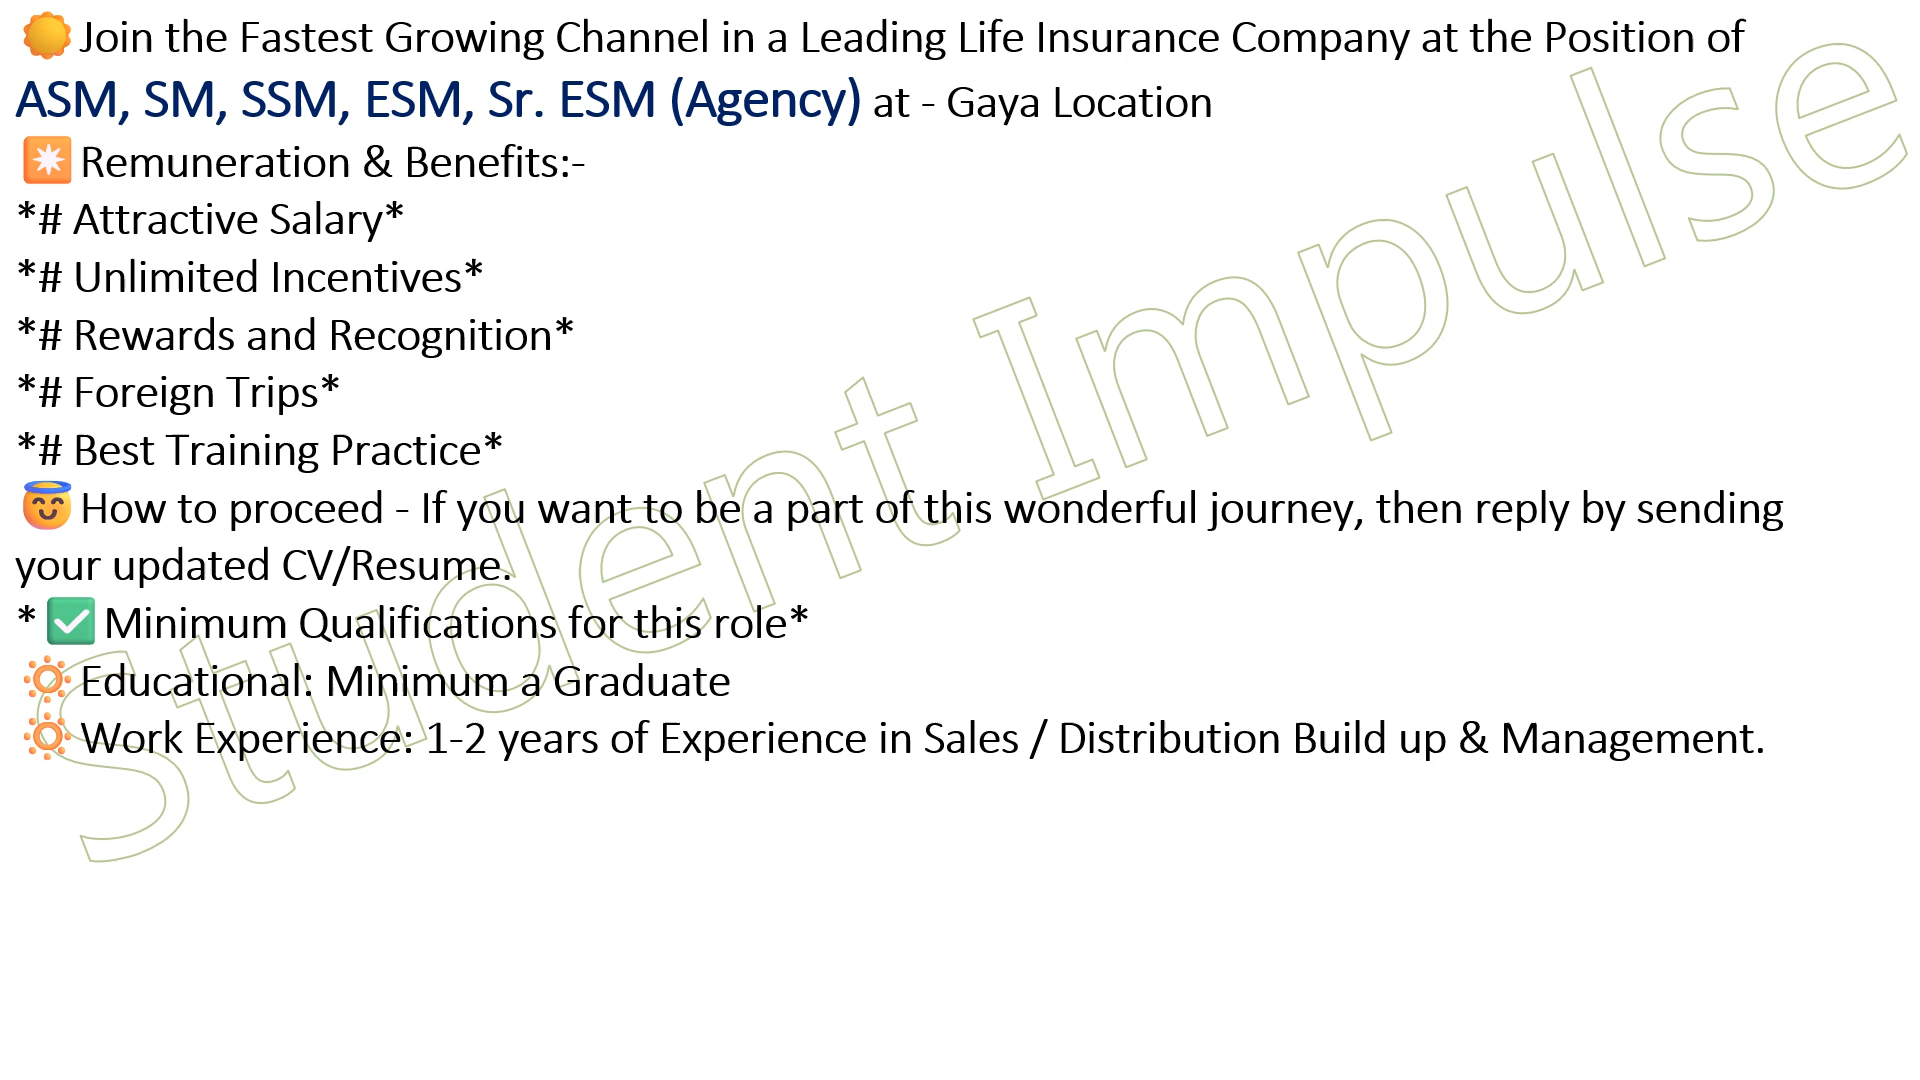 🌼Join the Fastest Growing Channel in a Leading Life Insurance Company at the Position of
ASM, SM, SSM, ESM, Sr. ESM (Agency) at - Gaya Location
✴️Remuneration & Benefits:-
*# Attractive Salary*
*# Unlimited Incentives*
*# Rewards and Recognition*
*# Foreign Trips*
*# Best Training Practice*
😇How to proceed - If you want to be a part of this wonderful journey, then reply by sending
your updated CV/Resume.
*✅Minimum Qualifications for this role*
🔅Educational: Minimum a Graduate
🔅Work Experience: 1-2 years of Experience in Sales / Distribution Build up & Management.
Student Impulse